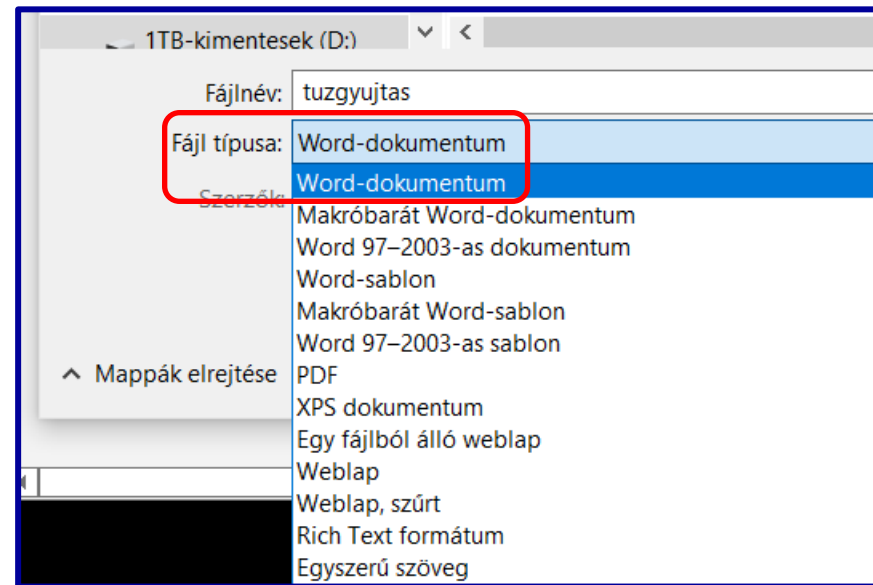 1TB-kimentesek (D:)
Fájlnév: tuzgyujtas
Fájl típusa: Word-dokumentum
Word-dokumentum
Szerzők:
Makróbarát Word-dokumentum
Word 97–2003-as dokumentum
Word-sablon
Makróbarát Word-sablon
Word 97–2003-as sablon
Mappák elrejtése
PDF
XPS dokumentum
Egy fájlból álló weblap
Weblap
Weblap, szűrt
Rich Text formátum
Egyszerű szöveg